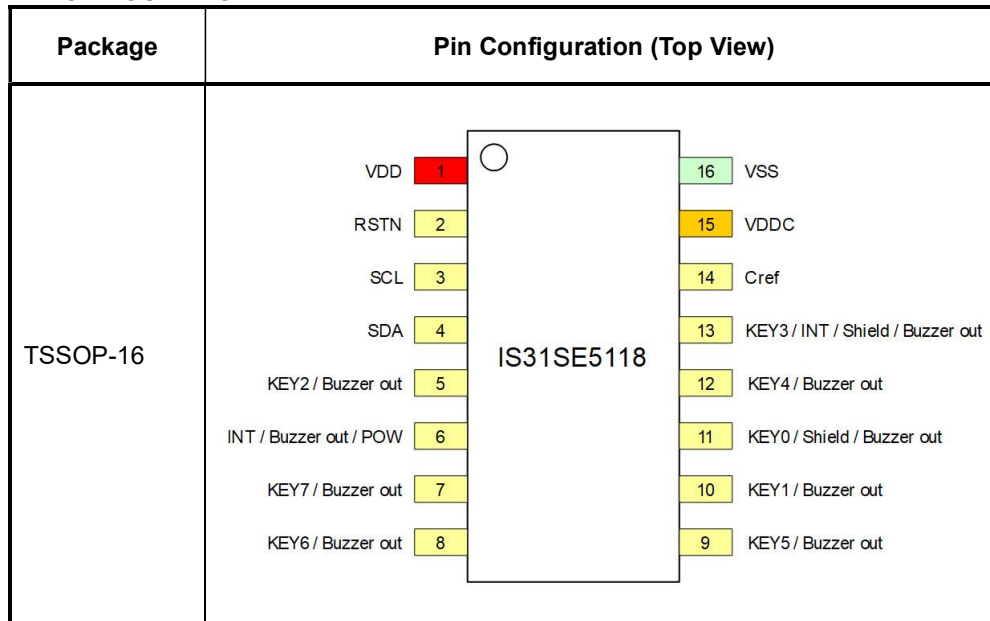 Package
Pin Configuration (Top View)
TSSOP-16
VDD 1
RSTN 2
SCL 3
SDA 4
KEY2 / Buzzer out 5
INT / Buzzer out / POW 6
KEY7 / Buzzer out 7
KEY6 / Buzzer out 8
IS31SE5118
16 VSS
15 VDDC
14 Cref
13 KEY3 / INT / Shield / Buzzer out
12 KEY4 / Buzzer out
11 KEY0 / Shield / Buzzer out
10 KEY1 / Buzzer out
9 KEY5 / Buzzer out